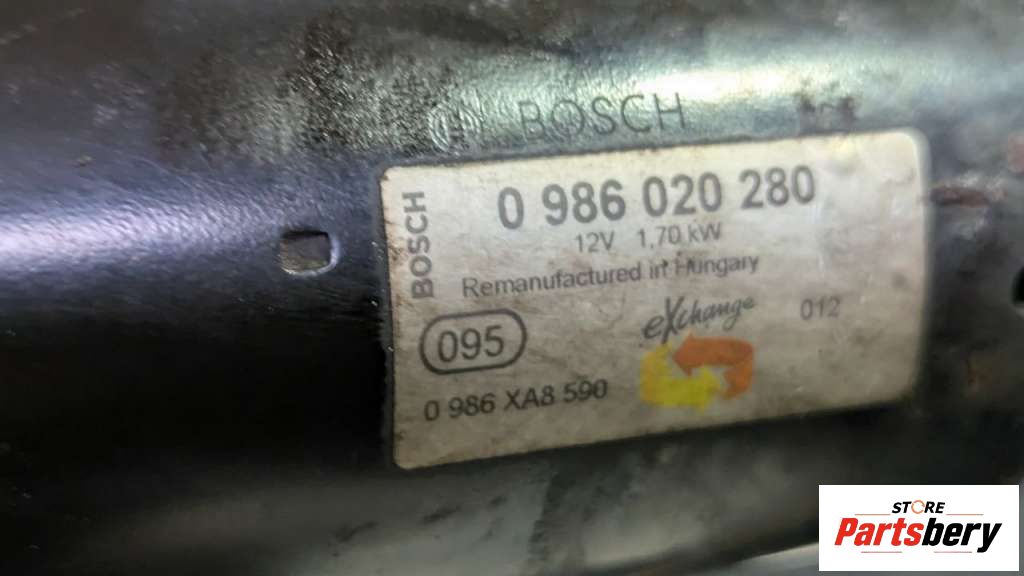 BOSCH
BOSCH
0 986 020 280
12V 1,70 kW
Remanufactured in Hungary
eXchange
012
095
0 986 XA8 590
STORE
Partsbery